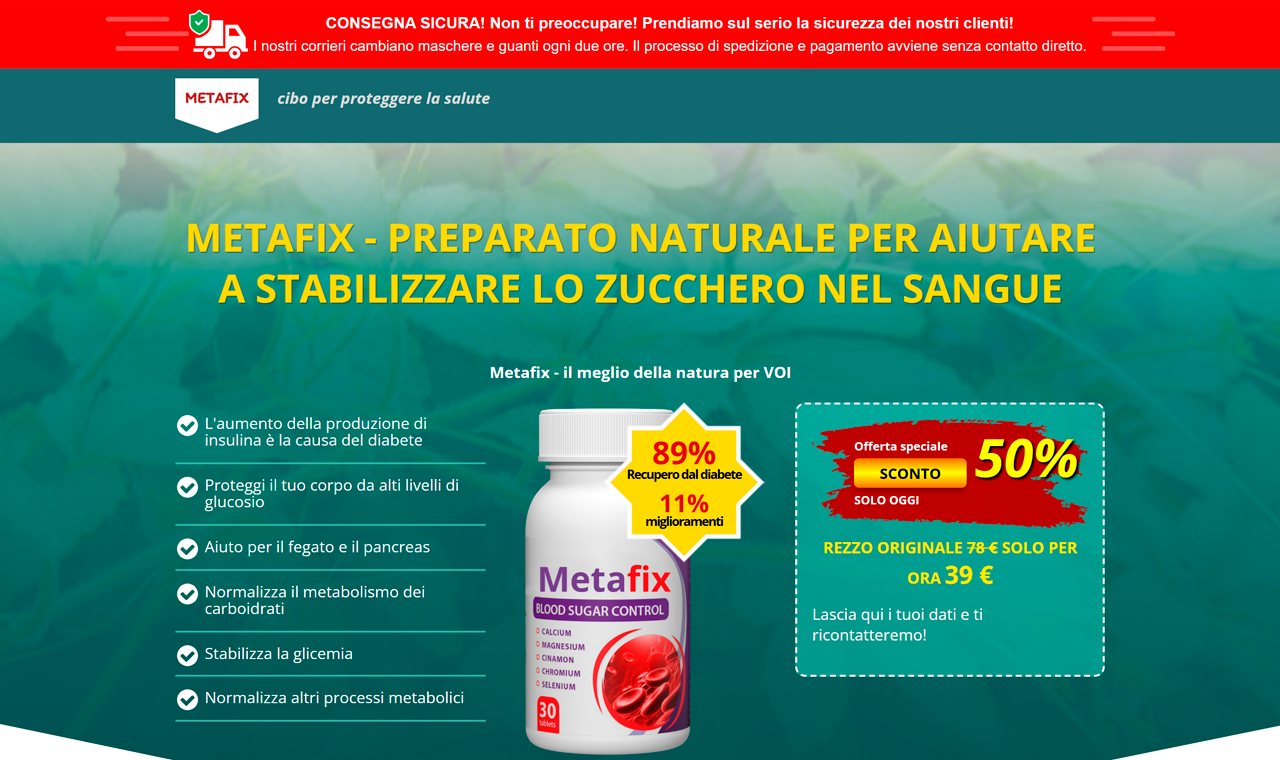 CONSEGNA SICURA! Non ti preoccupare! Prendiamo sul serio la sicurezza dei nostri clienti!
I nostri corrieri cambiano maschere e guanti ogni due ore. Il processo di spedizione e pagamento avviene senza contatto diretto.
METAFIX
cibo per proteggere la salute
METAFIX - PREPARATO NATURALE PER AIUTARE
A STABILIZZARE LO ZUCCHERO NEL SANGUE
Metafix - il meglio della natura per VOI
L'aumento della produzione di
insulina è la causa del diabete
Proteggi il tuo corpo da alti livelli di
glucosio
Aiuto per il fegato e il pancreas
Normalizza il metabolismo dei
carboidrati
Stabilizza la glicemia
Normalizza altri processi metabolici
89%
Recupero dal diabete
11%
miglioramenti
Metafix
BLOOD SUGAR CONTROL
CALCIUM
MAGNESIUM
CINAMON
CHROMIUM
SELENIUM
30
tablets
Offerta speciale
SCONTO
50%
SOLO OGGI
REZZO ORIGINALE 78 € SOLO PER
ORA 39 €
Lascia qui i tuoi dati e ti
ricontatteremo!